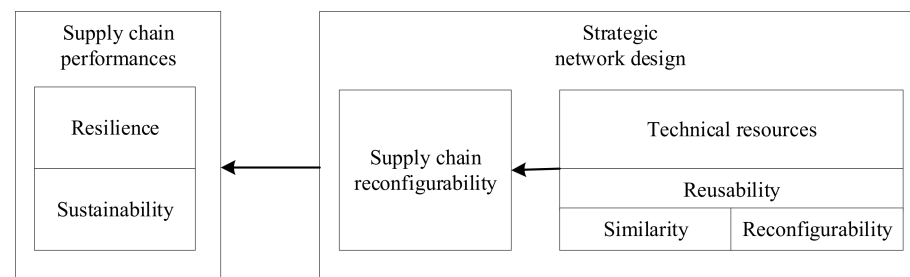 Supply chain
performances
Resilience
Sustainability
Strategic
network design
Supply chain
reconfigurability
Technical resources
Reusability
Similarity
Reconfigurability